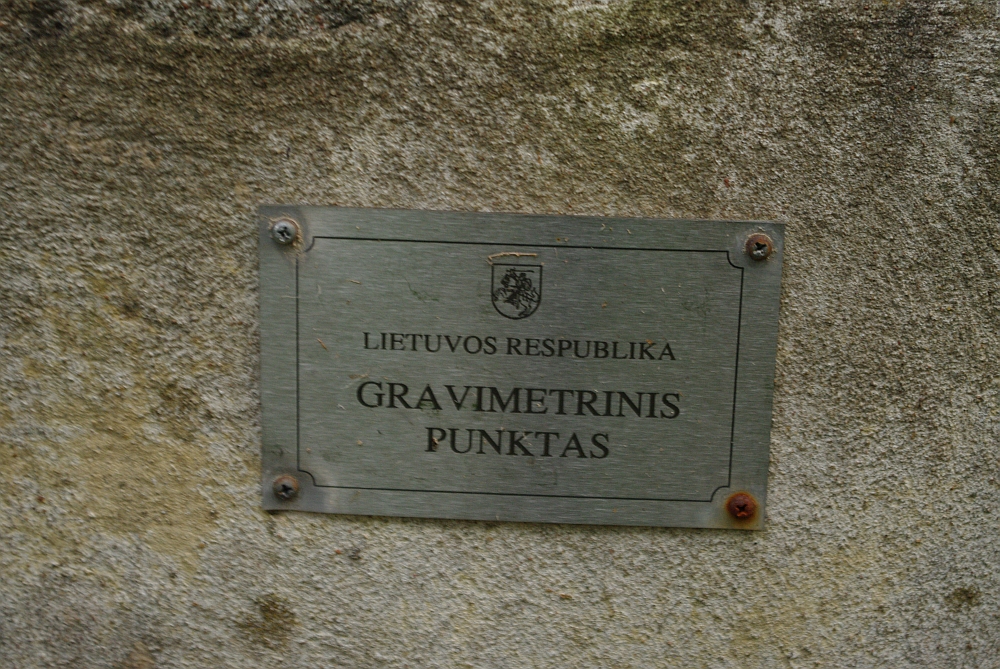 LIETUVOS RESPUBLIKA
GRAVIMETRINIS
PUNKTAS